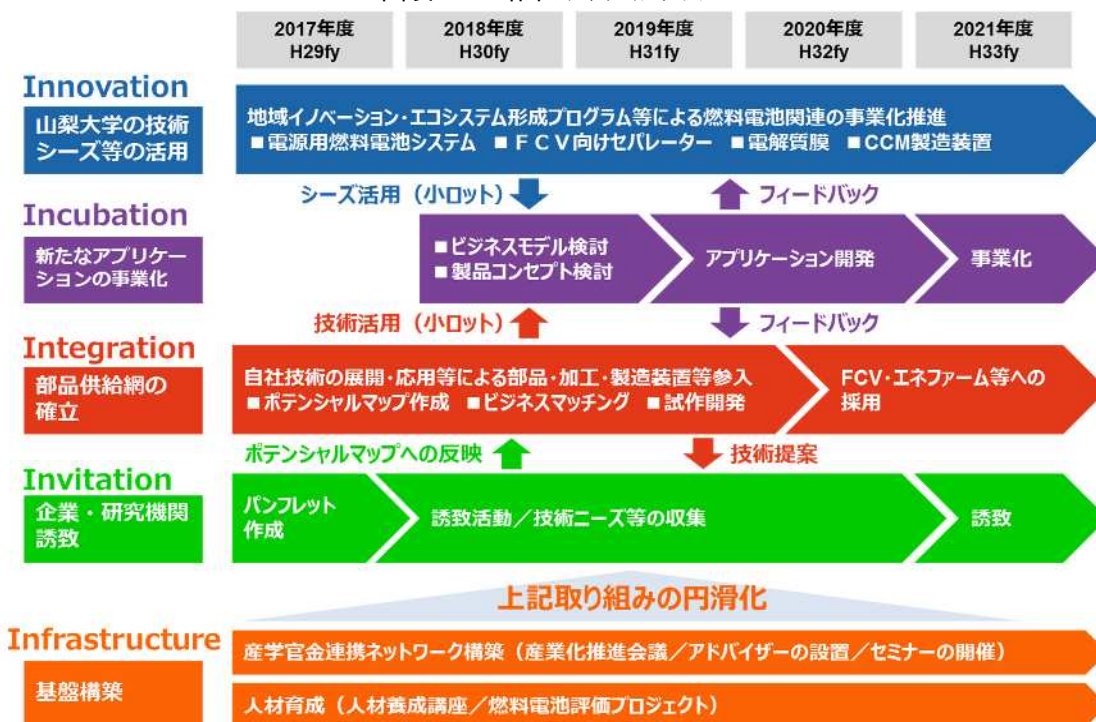 2017年度
H29fy
2018年度
H30fy
2019年度
H31fy
2020年度
H32fy
2021年度
H33fy
Innovation
山梨大学の技術
シーズ等の活用
地域イノベーション・エコシステム形成プログラム等による燃料電池関連の事業化推進
■電源用燃料電池システム ■ＦＣＶ向けセパレーター ■電解質膜 ■CCM製造装置
シーズ活用（小ロット）
フィードバック
Incubation
新たなアプリケー
ションの事業化
■ビジネスモデル検討
■製品コンセプト検討
アプリケーション開発
事業化
技術活用（小ロット）
フィードバック
Integration
部品供給網の
確立
自社技術の展開・応用等による部品・加工・製造装置等参入
■ポテンシャルマップ作成 ■ビジネスマッチング ■試作開発
FCV・エネファーム等への
採用
ポテンシャルマップへの反映
技術提案
Invitation
企業・研究機関
誘致
パンフレット
作成
誘致活動／技術ニーズ等の収集
誘致
上記取り組みの円滑化
Infrastructure
基盤構築
産学官金連携ネットワーク構築（産業化推進会議／アドバイザーの設置／セミナーの開催）
人材育成（人材養成講座／燃料電池評価プロジェクト）